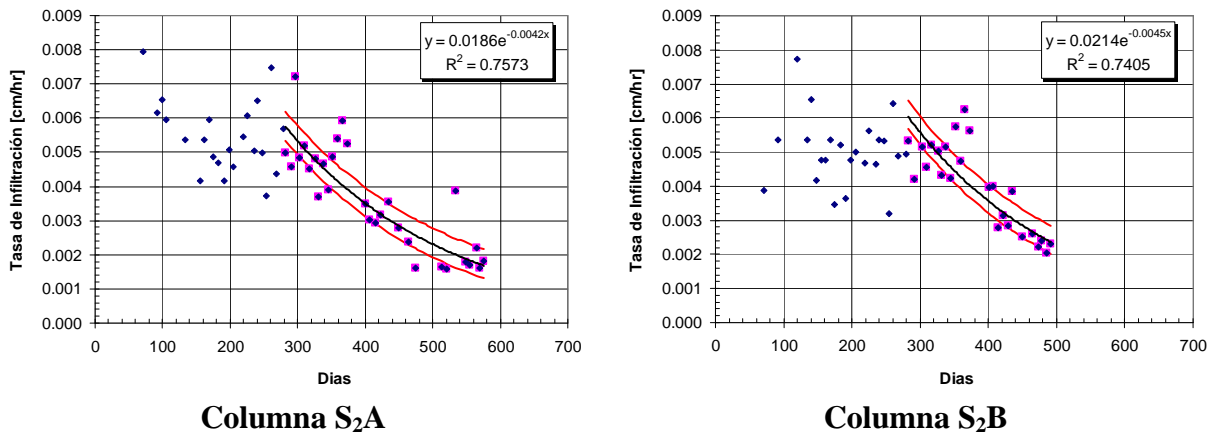 0.009
0.008
0.007
0.006
0.005
0.004
0.003
0.002
0.001
0.000
Tasa de Infiltración [cm/hr]
y = 0.0186e^-0.0042x
R² = 0.7573
0 100 200 300 400 500 600 700
Dias
Columna S₂A
0.009
0.008
0.007
0.006
0.005
0.004
0.003
0.002
0.001
0.000
Tasa de Infiltración [cm/hr]
y = 0.0214e^-0.0045x
R² = 0.7405
0 100 200 300 400 500 600 700
Dias
Columna S₂B